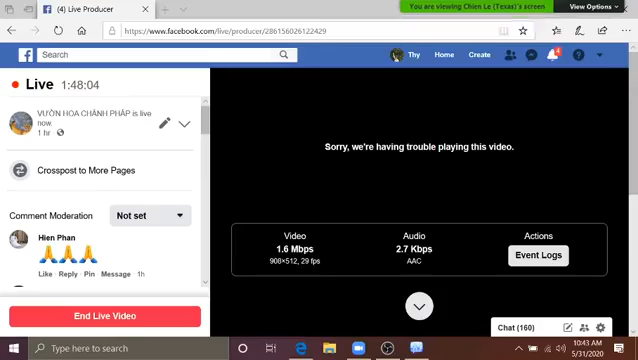 You are viewing Chien Le (Texas)'s screen
View Options
(4) Live Producer
https://www.facebook.com/live/producer/286156026122429
Search
Thy
Home
Create
4
Live 1:48:04
VƯỜN HOA CHÁNH PHÁP is live
now.
1 hr
Crosspost to More Pages
Comment Moderation
Not set
Hien Phan
🙏🙏🙏
Like · Reply · Pin · Message · 1h
End Live Video
Sorry, we're having trouble playing this video.
Video
1.6 Mbps
908×512, 29 fps
Audio
2.7 Kbps
AAC
Actions
Event Logs
Chat (160)
Type here to search
10:43 AM
5/31/2020